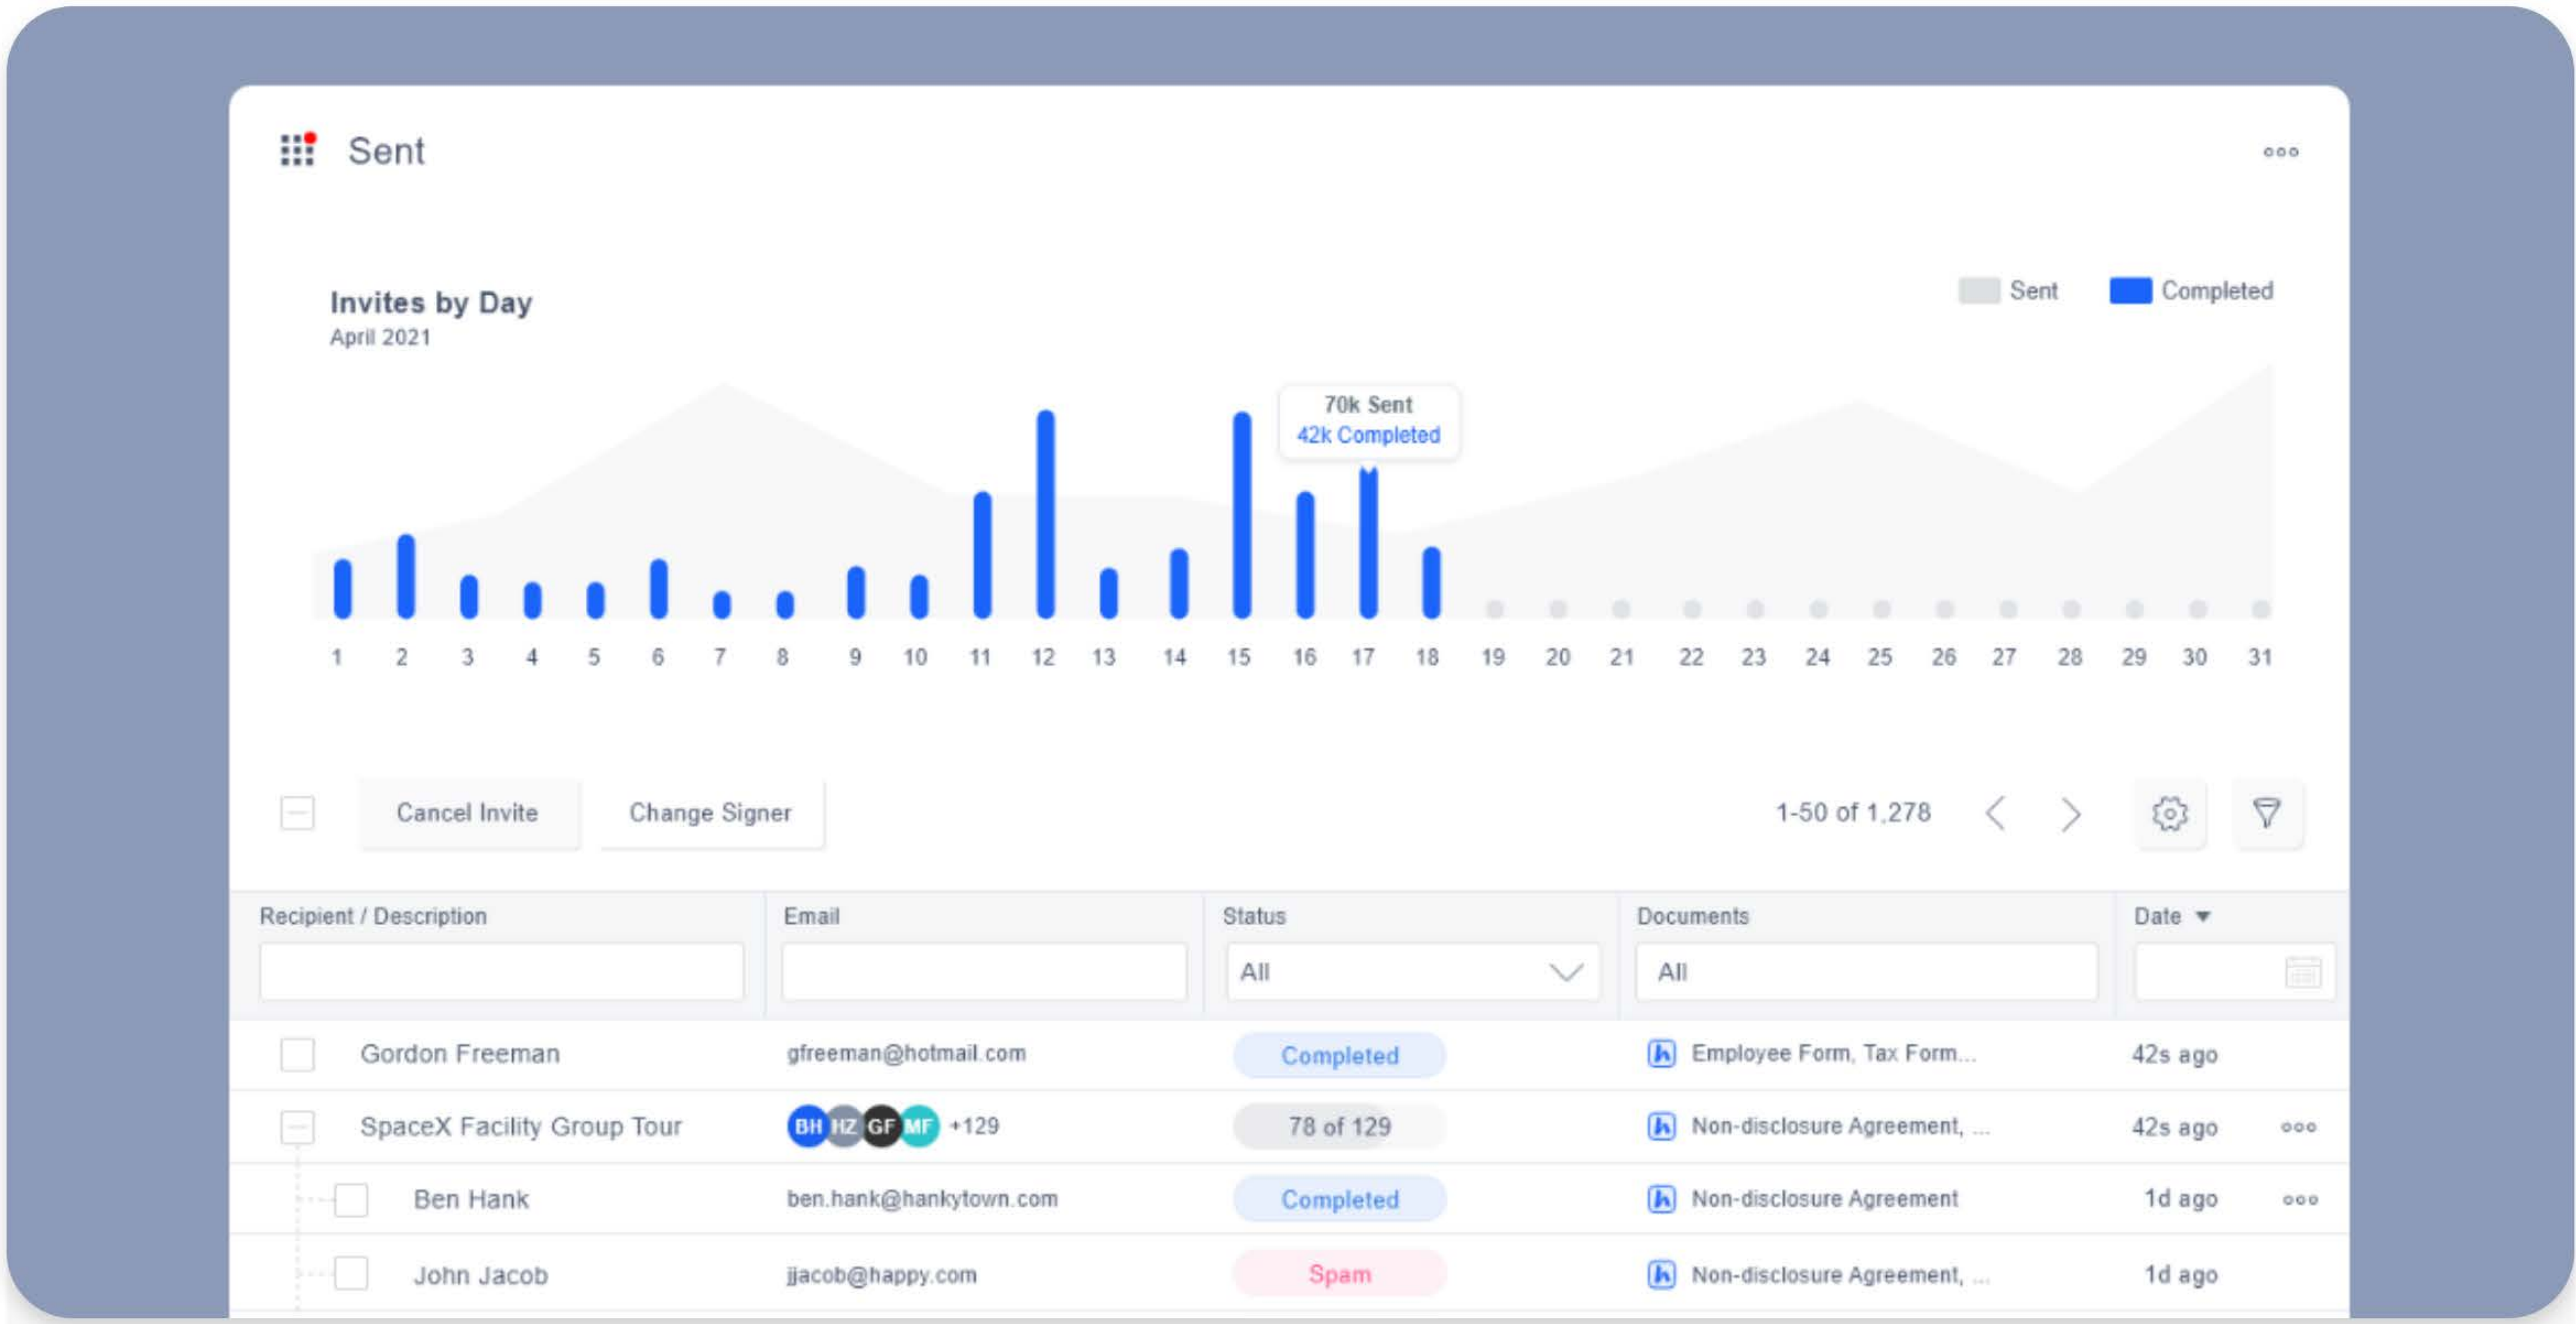 Sent
Sent Completed
Invites by Day
April 2021
70k Sent
42k Completed
1 2 3 4 5 6 7 8 9 10 11 12 13 14 15 16 17 18 19 20 21 22 23 24 25 26 27 28 29 30 31
Cancel Invite Change Signer 1-50 of 1,278
Recipient / Description Email Status Documents Date
All All
Gordon Freeman gfreeman@hotmail.com Completed Employee Form, Tax Form... 42s ago
SpaceX Facility Group Tour BH HZ GF MF +129 78 of 129 Non-disclosure Agreement, ... 42s ago
Ben Hank ben.hank@hankytown.com Completed Non-disclosure Agreement 1d ago
John Jacob jjacob@happy.com Spam Non-disclosure Agreement, ... 1d ago